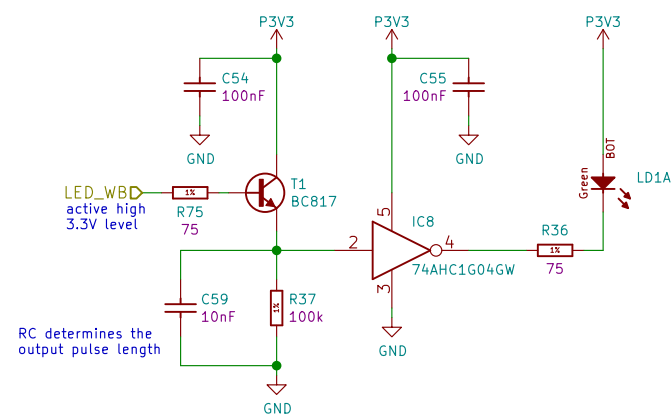 P3V3
P3V3
P3V3
C54
100nF
C55
100nF
GND
GND
BOT
Green
LD1A
LED_WB
active high
3.3V level
1%
R75
75
T1
BC817
IC8
5
2
4
3
74AHC1G04GW
R36
1%
75
C59
10nF
1%
R37
100k
RC determines the
output pulse length
GND
GND